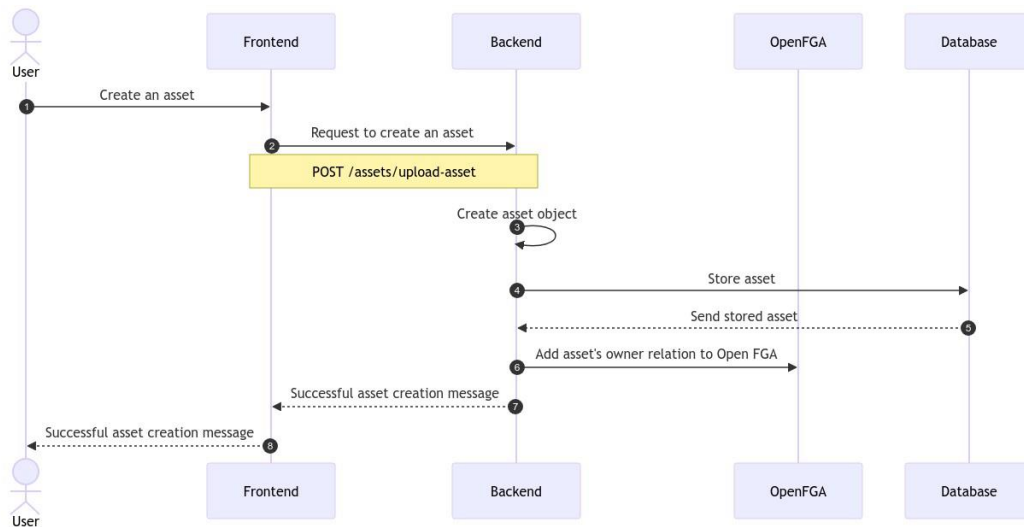 User
Frontend
Backend
OpenFGA
Database
1
Create an asset
2
Request to create an asset
POST /assets/upload-asset
Create asset object
3
4
Store asset
Send stored asset
5
6
Add asset's owner relation to Open FGA
Successful asset creation message
7
Successful asset creation message
8
User
Frontend
Backend
OpenFGA
Database